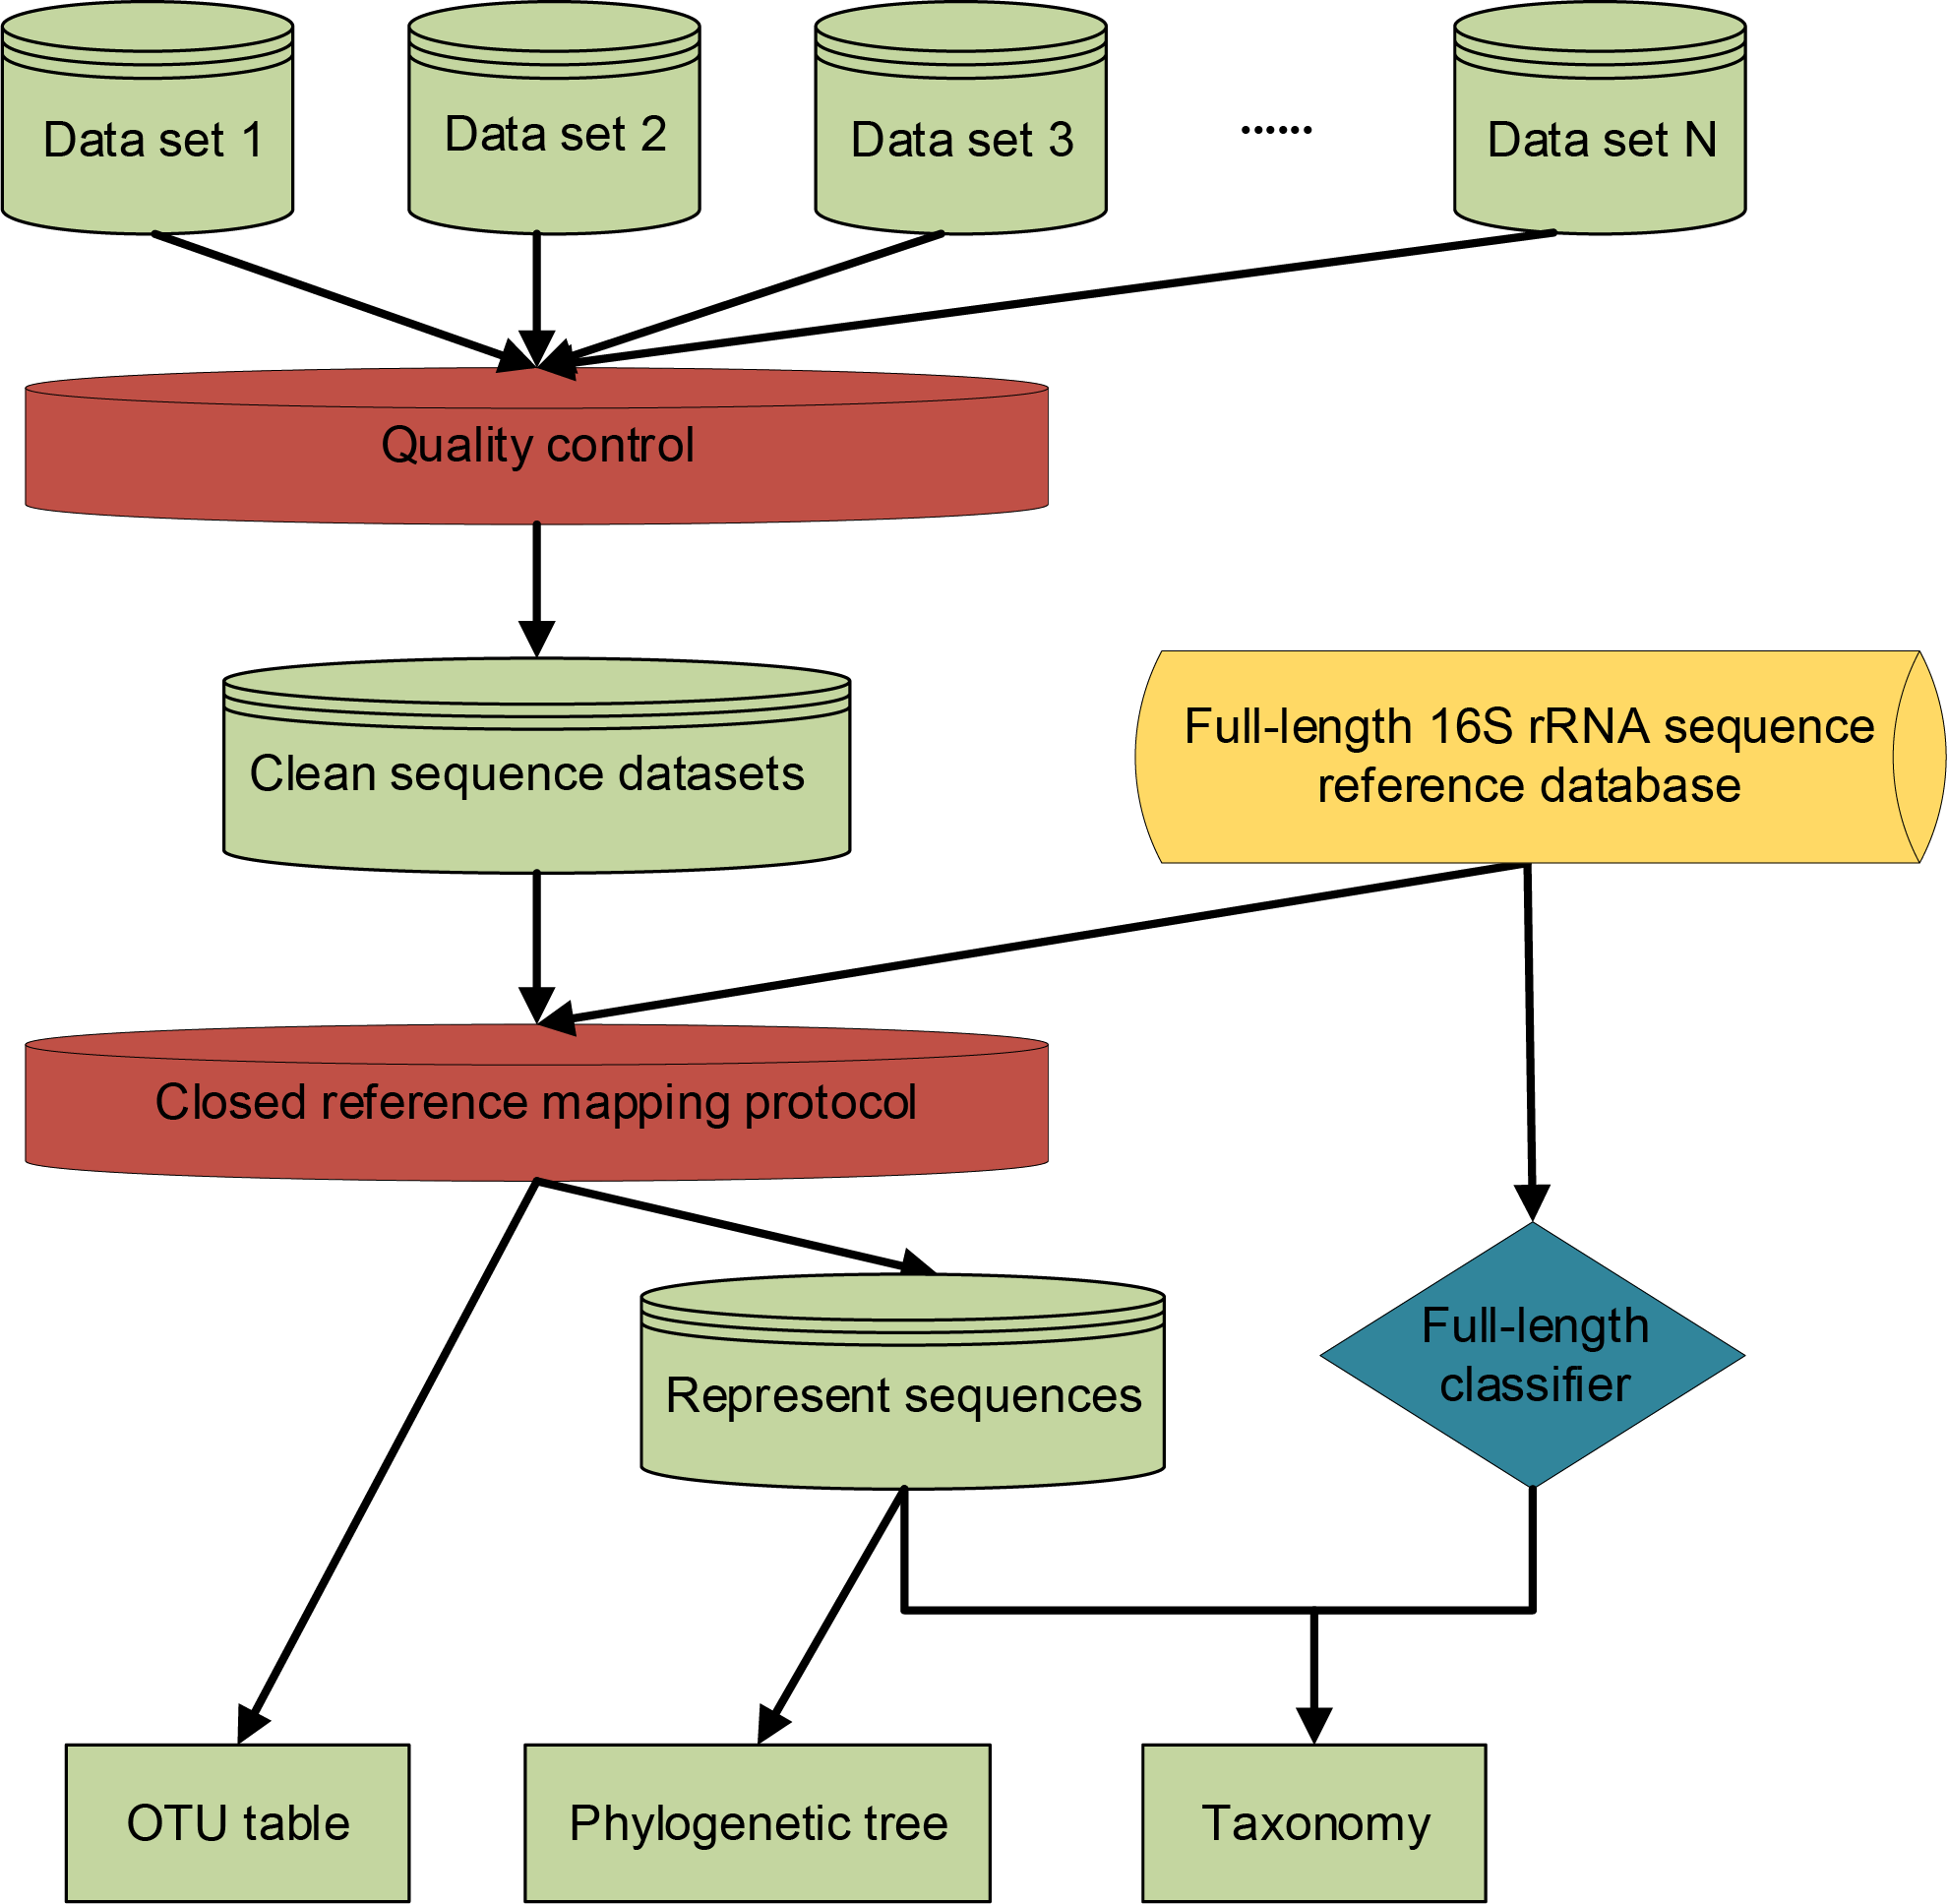 Data set 1
Data set 2
Data set 3
......
Data set N
Quality control
Clean sequence datasets
Full-length 16S rRNA sequence
reference database
Closed reference mapping protocol
Full-length
classifier
Represent sequences
OTU table
Phylogenetic tree
Taxonomy